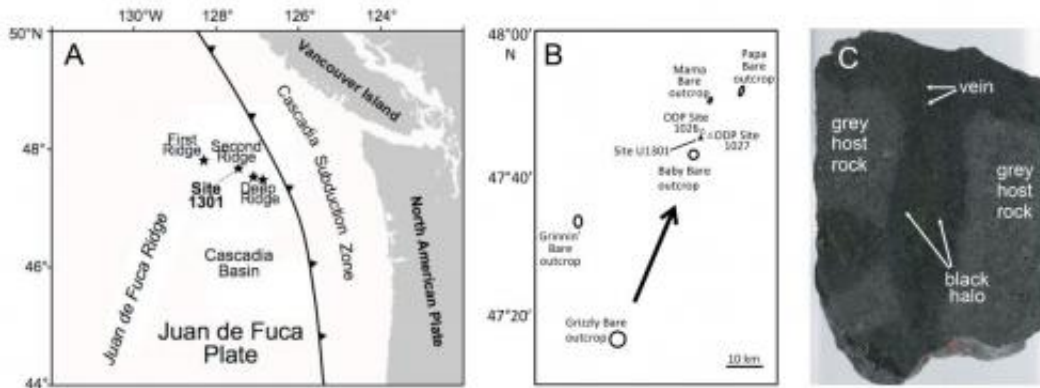 130°W
128°
126°
124°
50°N
48°
46°
44°
A
Vancouver Island
Cascadia Subduction Zone
North American Plate
First
Ridge
Second
Ridge
Site
1301
Deep
Ridge
Juan de Fuca Ridge
Cascadia
Basin
Juan de Fuca
Plate
48°00'
N
47°40'
47°20'
B
Papa
Bare
outcrop
Mama
Bare
outcrop
ODP Site
1026
ODP Site
1027
Site U1301
Baby Bare
outcrop
Grinnin'
Bare
outcrop
Grizzly Bare
outcrop
10 km
C
vein
grey
host
rock
grey
host
rock
black
halo